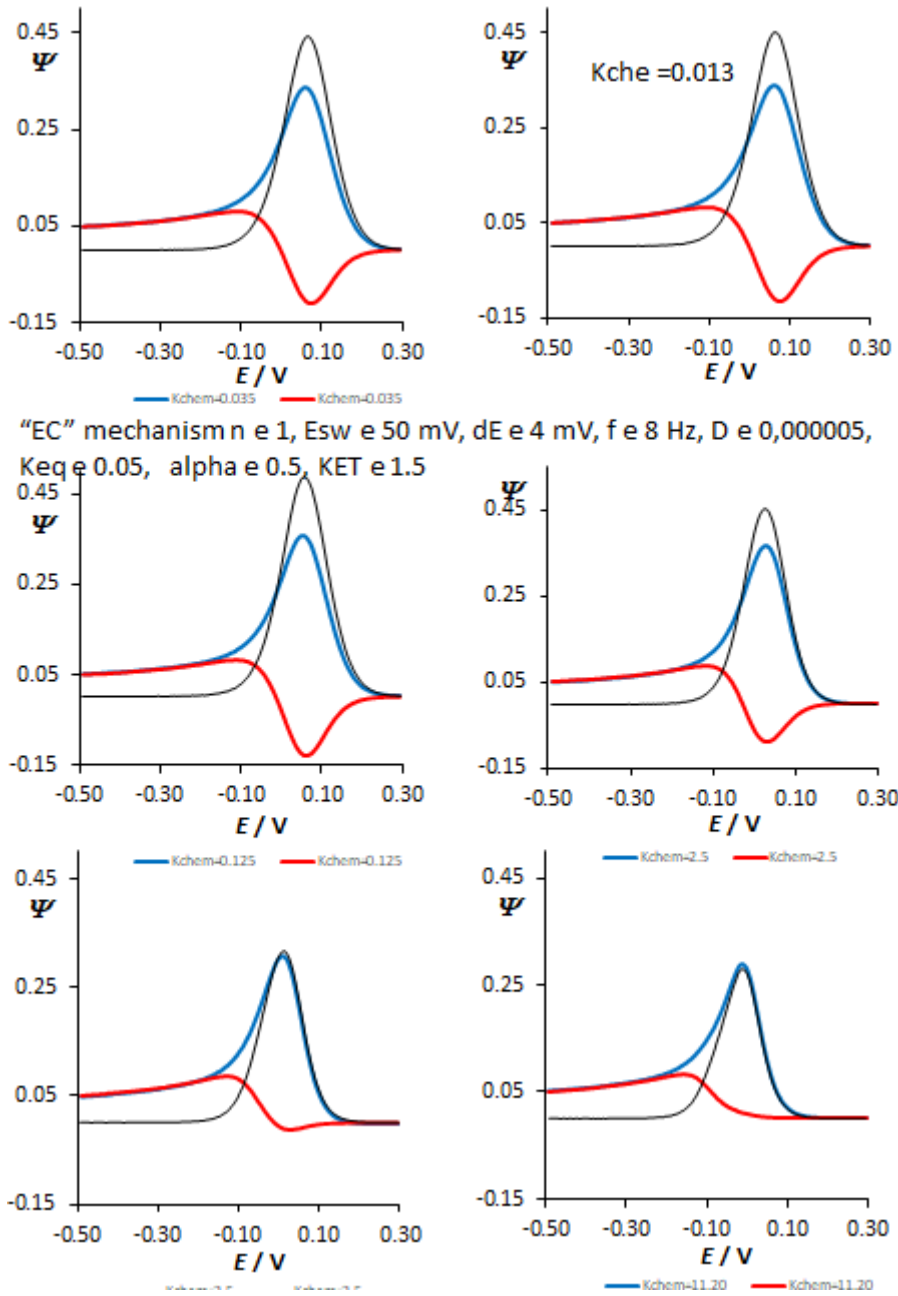 0.45
Ψ
0.25
0.05
-0.15
-0.50 -0.30 -0.10 0.10 0.30
E / V
Kchem=0.035 Kchem=0.035
0.45
Ψ
Kche =0.013
0.25
0.05
-0.15
-0.50 -0.30 -0.10 0.10 0.30
E / V
“EC” mechanism n e 1, Esw e 50 mV, dE e 4 mV, f e 8 Hz, D e 0,000005,
Keq e 0.05, alpha e 0.5, KET e 1.5
0.45
Ψ
0.25
0.05
-0.15
-0.50 -0.30 -0.10 0.10 0.30
E / V
Kchem=0.125 Kchem=0.125
Ψ
0.45
0.25
0.05
-0.15
-0.50 -0.30 -0.10 0.10 0.30
E / V
Kchem=2.5 Kchem=2.5
0.45
Ψ
0.25
0.05
-0.15
-0.50 -0.30 -0.10 0.10 0.30
E / V
0.45
Ψ
0.25
0.05
-0.15
-0.50 -0.30 -0.10 0.10 0.30
E / V
Kchem=11.20 Kchem=11.20